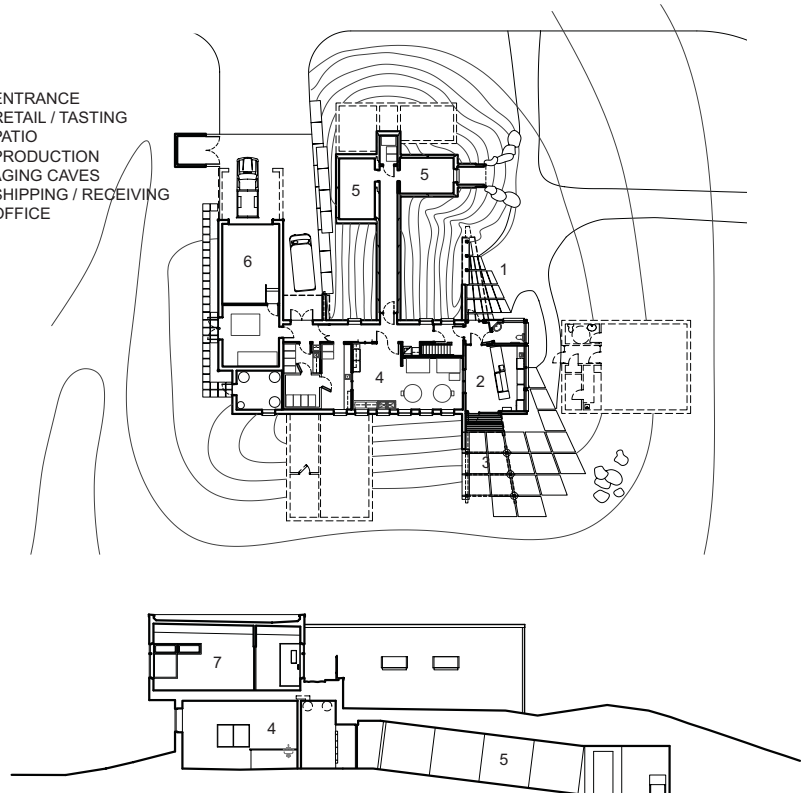 ENTRANCE
RETAIL / TASTING
PATIO
PRODUCTION
AGING CAVES
SHIPPING / RECEIVING
OFFICE
5
5
6
1
4
2
3
7
4
5